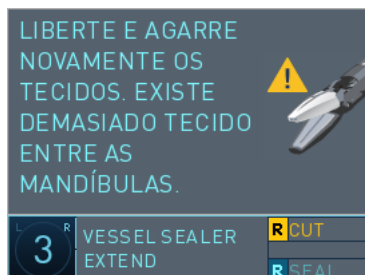 LIBERTE E AGARRE
NOVAMENTE OS
TECIDOS. EXISTE
DEMASIADO TECIDO
ENTRE AS
MANDÍBULAS.
L R
3
VESSEL SEALER
EXTEND
R CUT
R SEAL